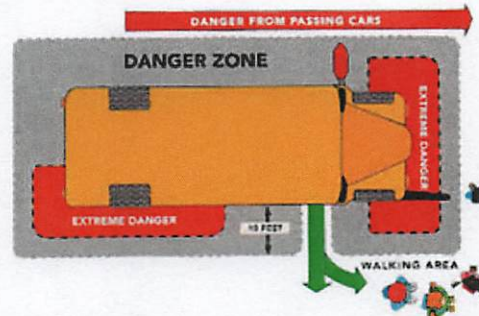 DANGER FROM PASSING CARS
DANGER ZONE
EXTREME DANGER
EXTREME DANGER
10 FEET
WALKING AREA